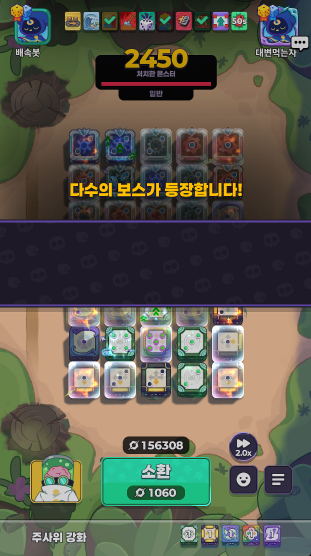 50s
배속봇
2450
처치한 몬스터
일반
대변먹는자
다수의 보스가 등장합니다!
156308
소환
1060
2.0x
주사위 강화